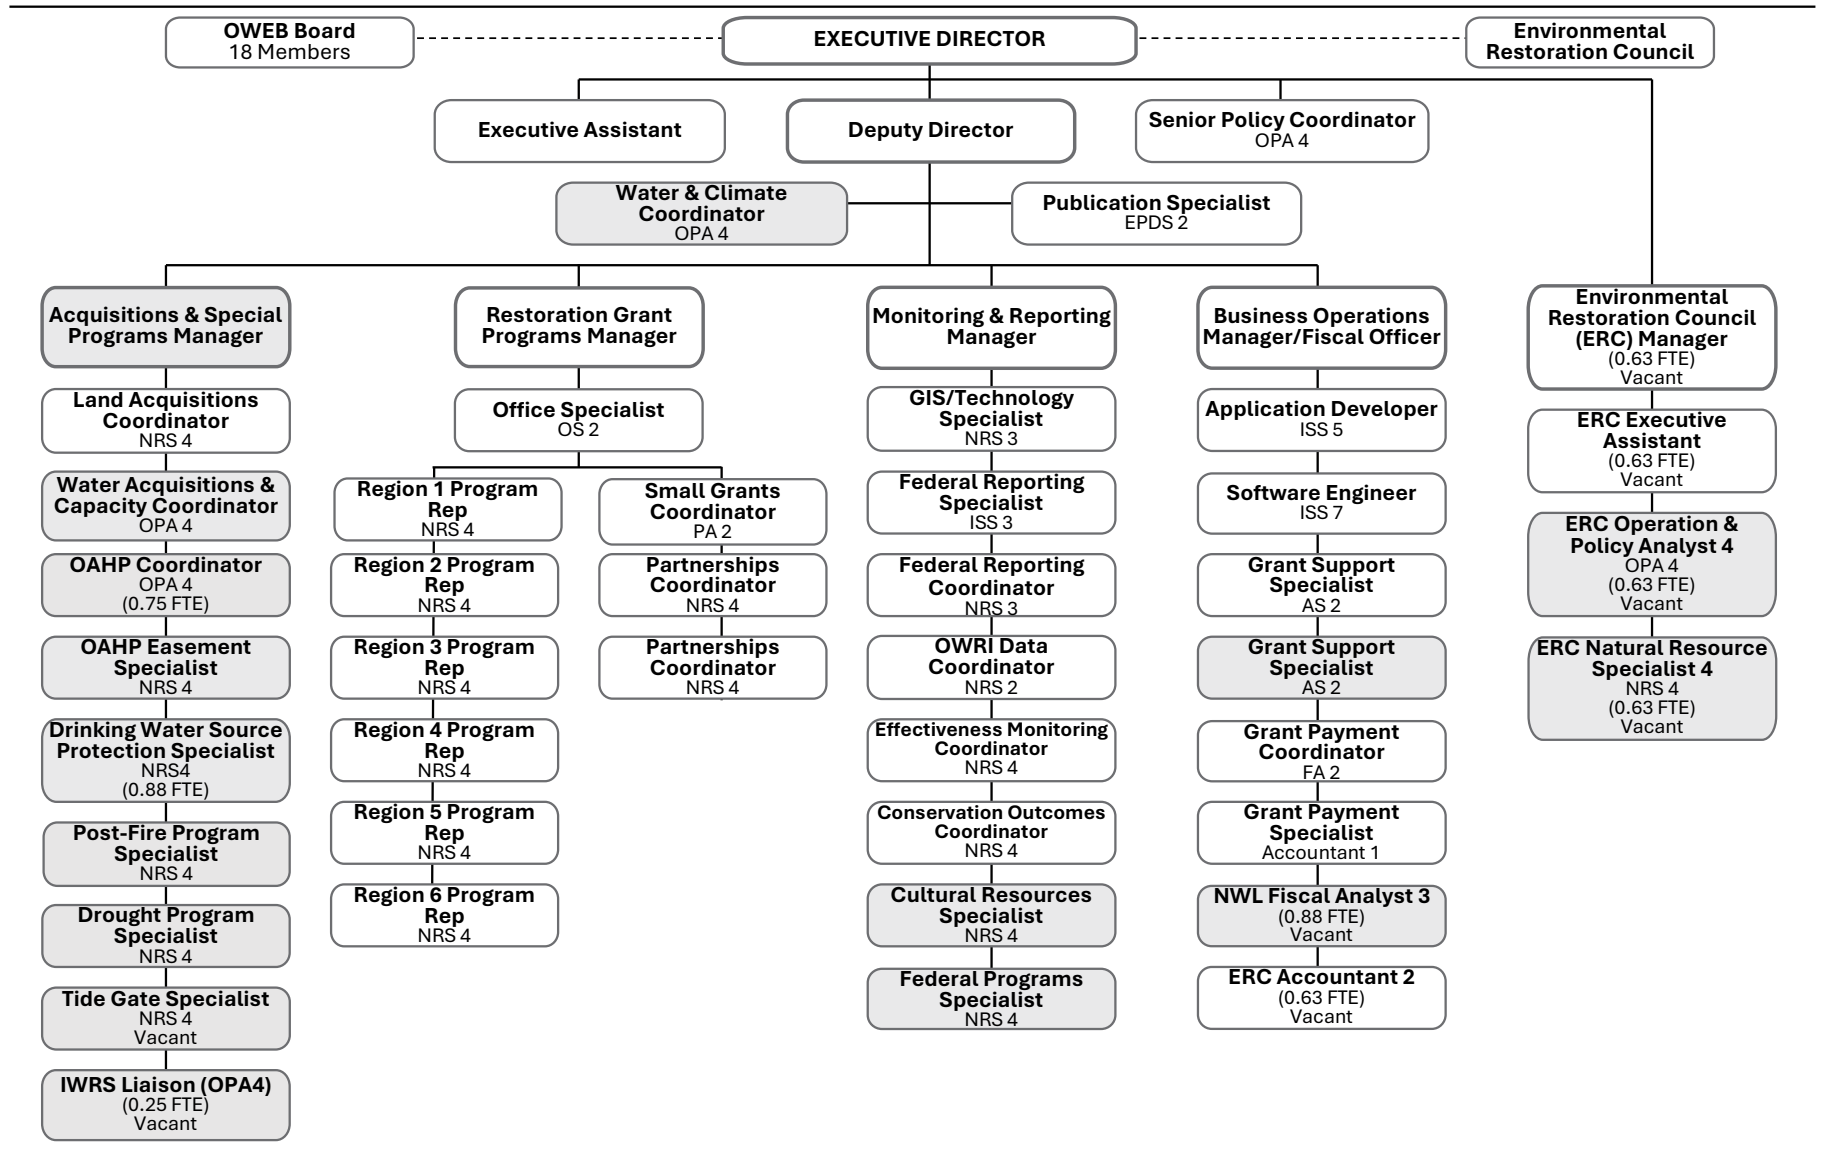 OWEB Board
18 Members
EXECUTIVE DIRECTOR
Environmental
Restoration Council
Executive Assistant
Deputy Director
Senior Policy Coordinator
OPA 4
Water & Climate
Coordinator
OPA 4
Publication Specialist
EPDS 2
Acquisitions & Special
Programs Manager
Land Acquisitions
Coordinator
NRS 4
Water Acquisitions &
Capacity Coordinator
OPA 4
OAHP Coordinator
OPA 4
(0.75 FTE)
OAHP Easement
Specialist
NRS 4
Drinking Water Source
Protection Specialist
NRS4
(0.88 FTE)
Post-Fire Program
Specialist
NRS 4
Drought Program
Specialist
NRS 4
Tide Gate Specialist
NRS 4
Vacant
IWRS Liaison (OPA4)
(0.25 FTE)
Vacant
Restoration Grant
Programs Manager
Office Specialist
OS 2
Region 1 Program
Rep
NRS 4
Region 2 Program
Rep
NRS 4
Region 3 Program
Rep
NRS 4
Region 4 Program
Rep
NRS 4
Region 5 Program
Rep
NRS 4
Region 6 Program
Rep
NRS 4
Small Grants
Coordinator
PA 2
Partnerships
Coordinator
NRS 4
Partnerships
Coordinator
NRS 4
Monitoring & Reporting
Manager
GIS/Technology
Specialist
NRS 3
Federal Reporting
Specialist
ISS 3
Federal Reporting
Coordinator
NRS 3
OWRI Data
Coordinator
NRS 2
Effectiveness Monitoring
Coordinator
NRS 4
Conservation Outcomes
Coordinator
NRS 4
Cultural Resources
Specialist
NRS 4
Federal Programs
Specialist
NRS 4
Business Operations
Manager/Fiscal Officer
Application Developer
ISS 5
Software Engineer
ISS 7
Grant Support
Specialist
AS 2
Grant Support
Specialist
AS 2
Grant Payment
Coordinator
FA 2
Grant Payment
Specialist
Accountant 1
NWL Fiscal Analyst 3
(0.88 FTE)
Vacant
ERC Accountant 2
(0.63 FTE)
Vacant
Environmental
Restoration Council
(ERC) Manager
(0.63 FTE)
Vacant
ERC Executive
Assistant
(0.63 FTE)
Vacant
ERC Operation &
Policy Analyst 4
OPA 4
(0.63 FTE)
Vacant
ERC Natural Resource
Specialist 4
NRS 4
(0.63 FTE)
Vacant